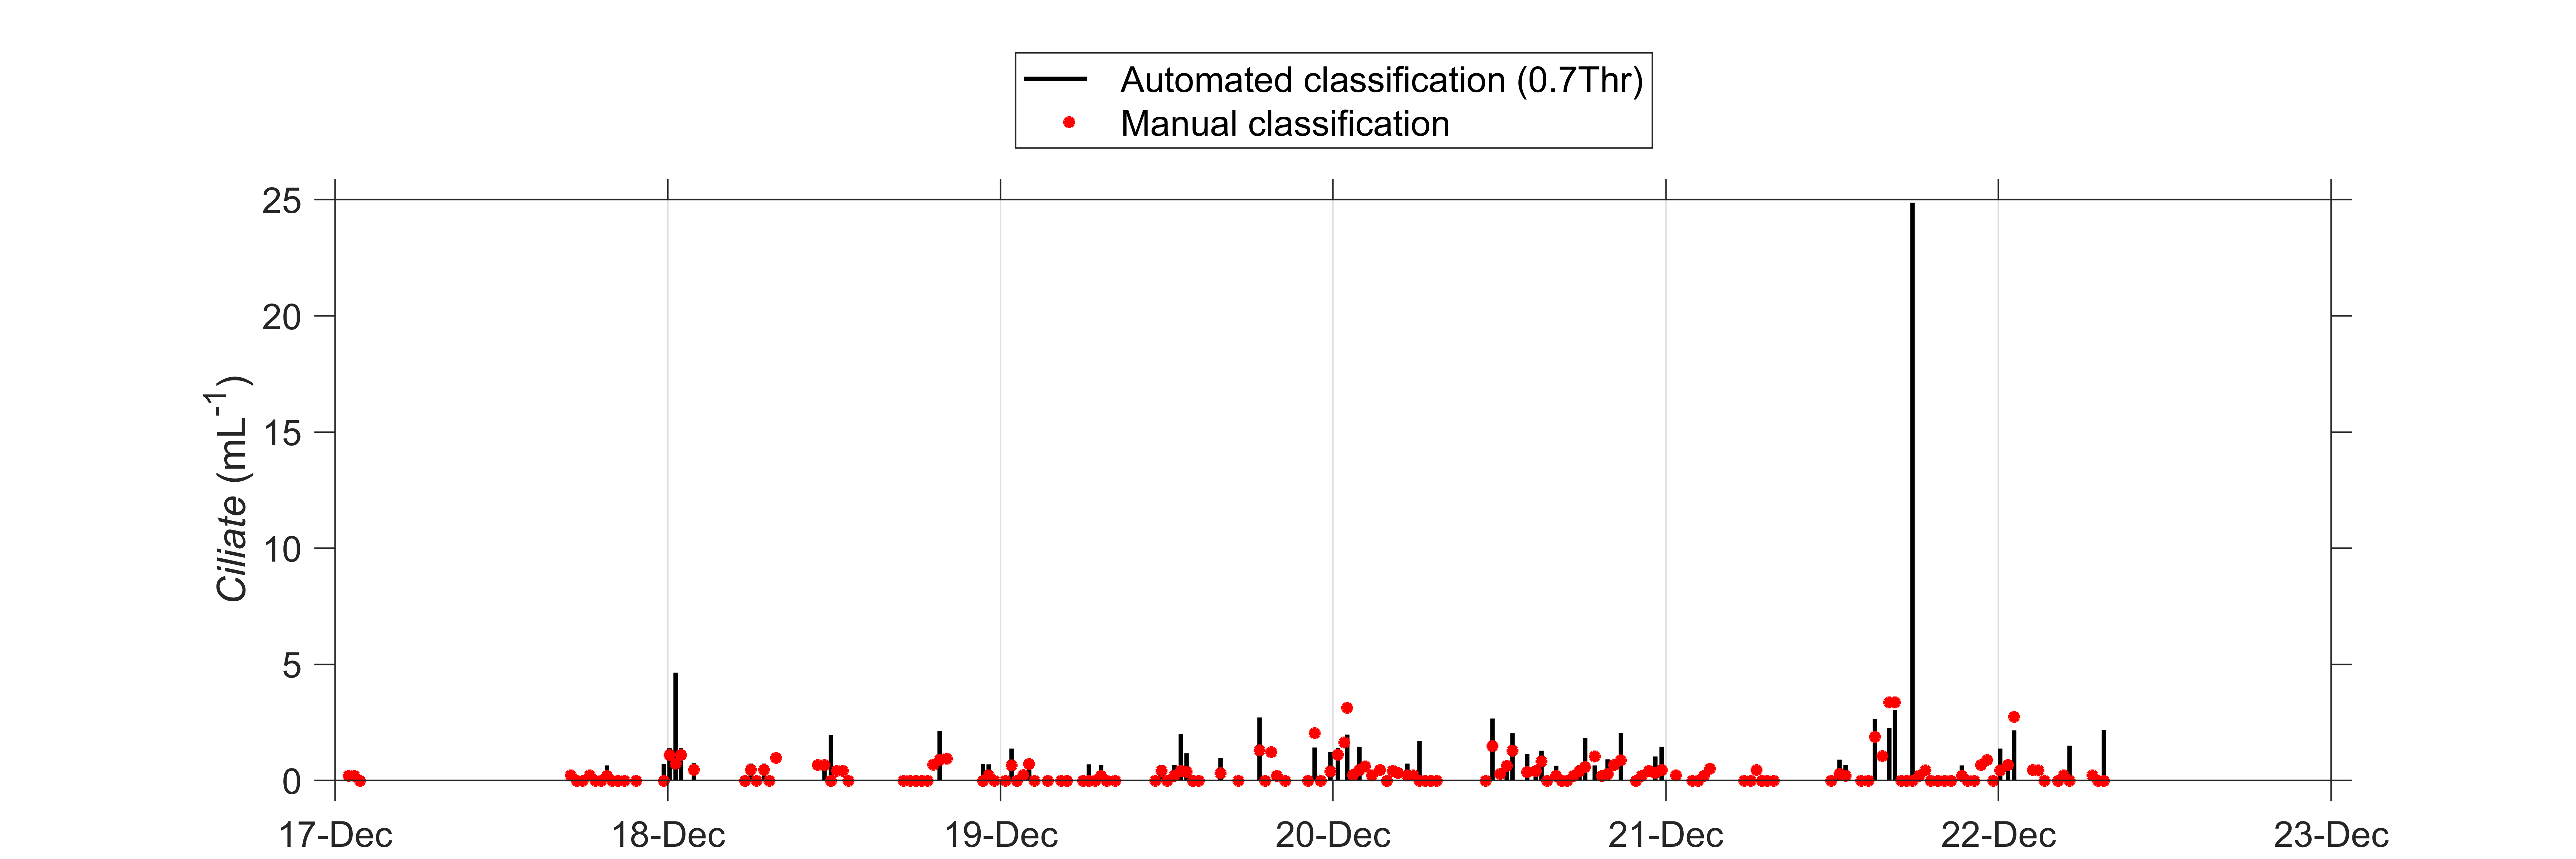 Automated classification (0.7Thr)
Manual classification
25
20
15
10
5
0
Ciliate (mL⁻¹)
17-Dec 18-Dec 19-Dec 20-Dec 21-Dec 22-Dec 23-Dec